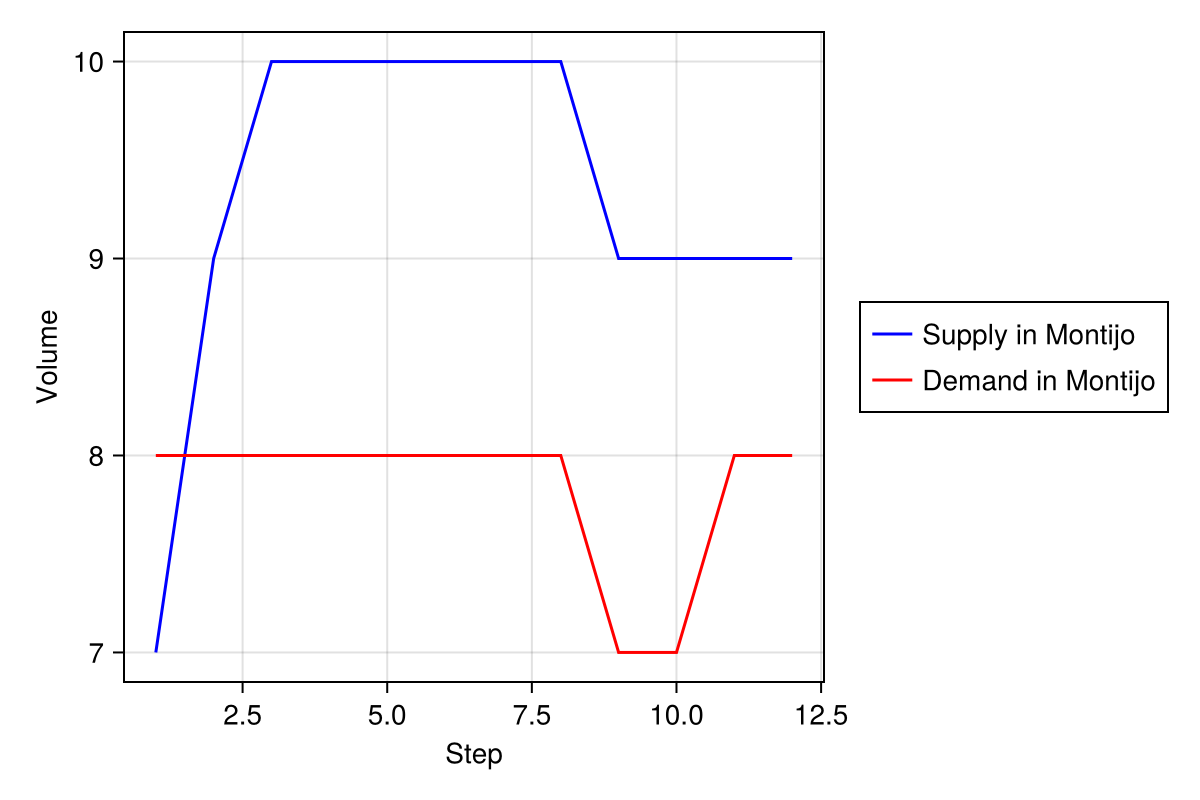 10
9
8
7
Volume
2.5 5.0 7.5 10.0 12.5
Step
Supply in Montijo
Demand in Montijo